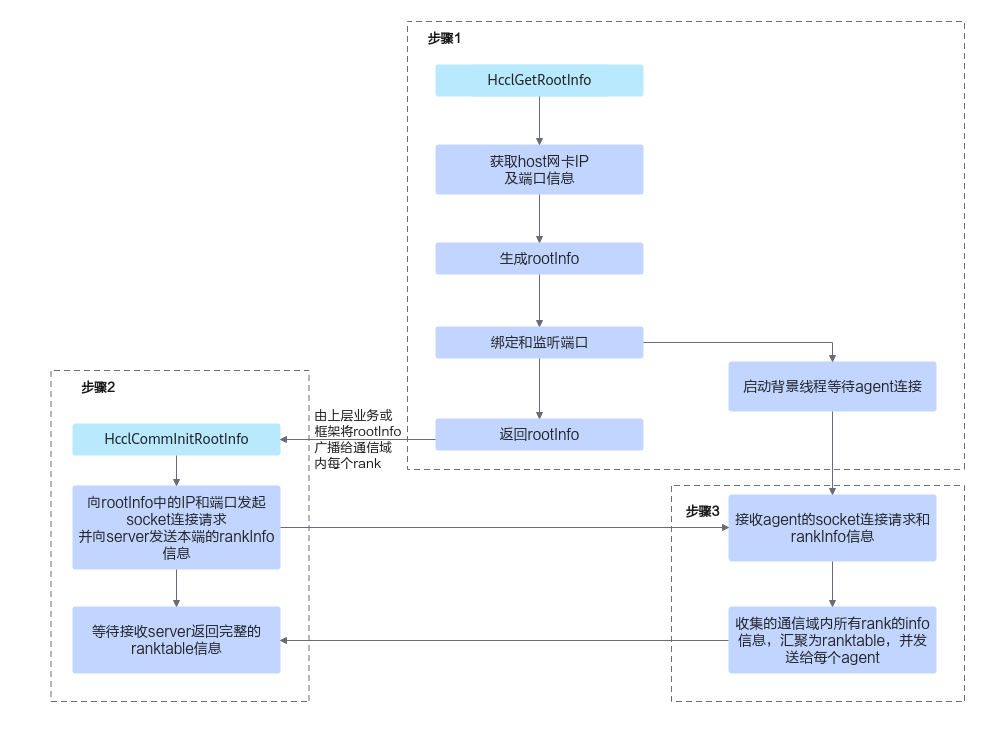 步骤1
HcclGetRootInfo
获取host网卡IP
及端口信息
生成rootInfo
绑定和监听端口
启动背景线程等待agent连接
返回rootInfo
由上层业务或
框架将rootInfo
广播给通信域
内每个rank
步骤2
HcclCommInitRootInfo
向rootInfo中的IP和端口发起
socket连接请求
并向server发送本端的rankInfo
信息
等待接收server返回完整的
ranktable信息
步骤3
接收agent的socket连接请求和
rankInfo信息
收集的通信域内所有rank的info
信息，汇聚为ranktable，并发
送给每个agent